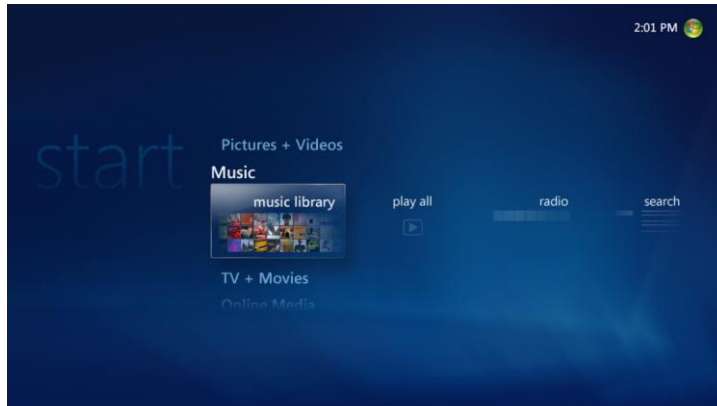 2:01 PM
start
Pictures + Videos
Music
music library
play all
radio
search
TV + Movies
Online Media